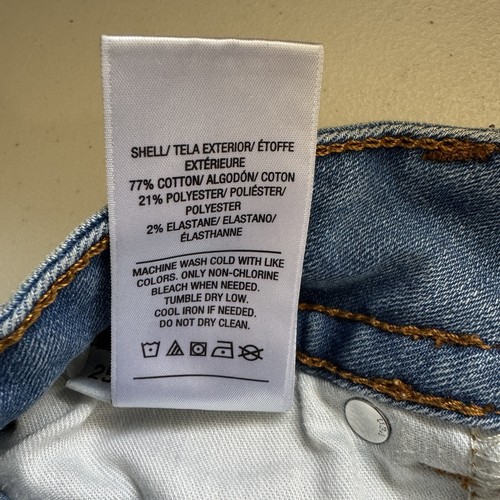 SHELL/ TELA EXTERIOR/ ÉTOFFE
EXTÉRIEURE
77% COTTON/ ALGODÓN/ COTON
21% POLYESTER/ POLIÉSTER/
POLYESTER
2% ELASTANE/ ELASTANO/
ÉLASTHANNE
MACHINE WASH COLD WITH LIKE
COLORS. ONLY NON-CHLORINE
BLEACH WHEN NEEDED.
TUMBLE DRY LOW.
COOL IRON IF NEEDED.
DO NOT DRY CLEAN.